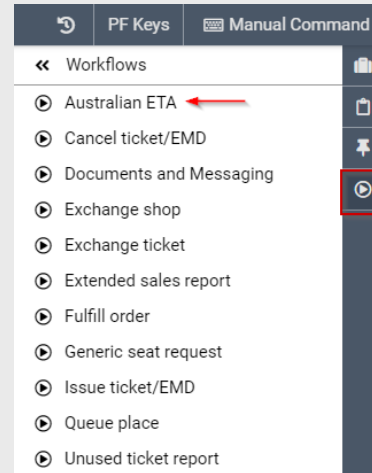 PF Keys Manual Command
Workflows
Australian ETA
Cancel ticket/EMD
Documents and Messaging
Exchange shop
Exchange ticket
Extended sales report
Fulfill order
Generic seat request
Issue ticket/EMD
Queue place
Unused ticket report